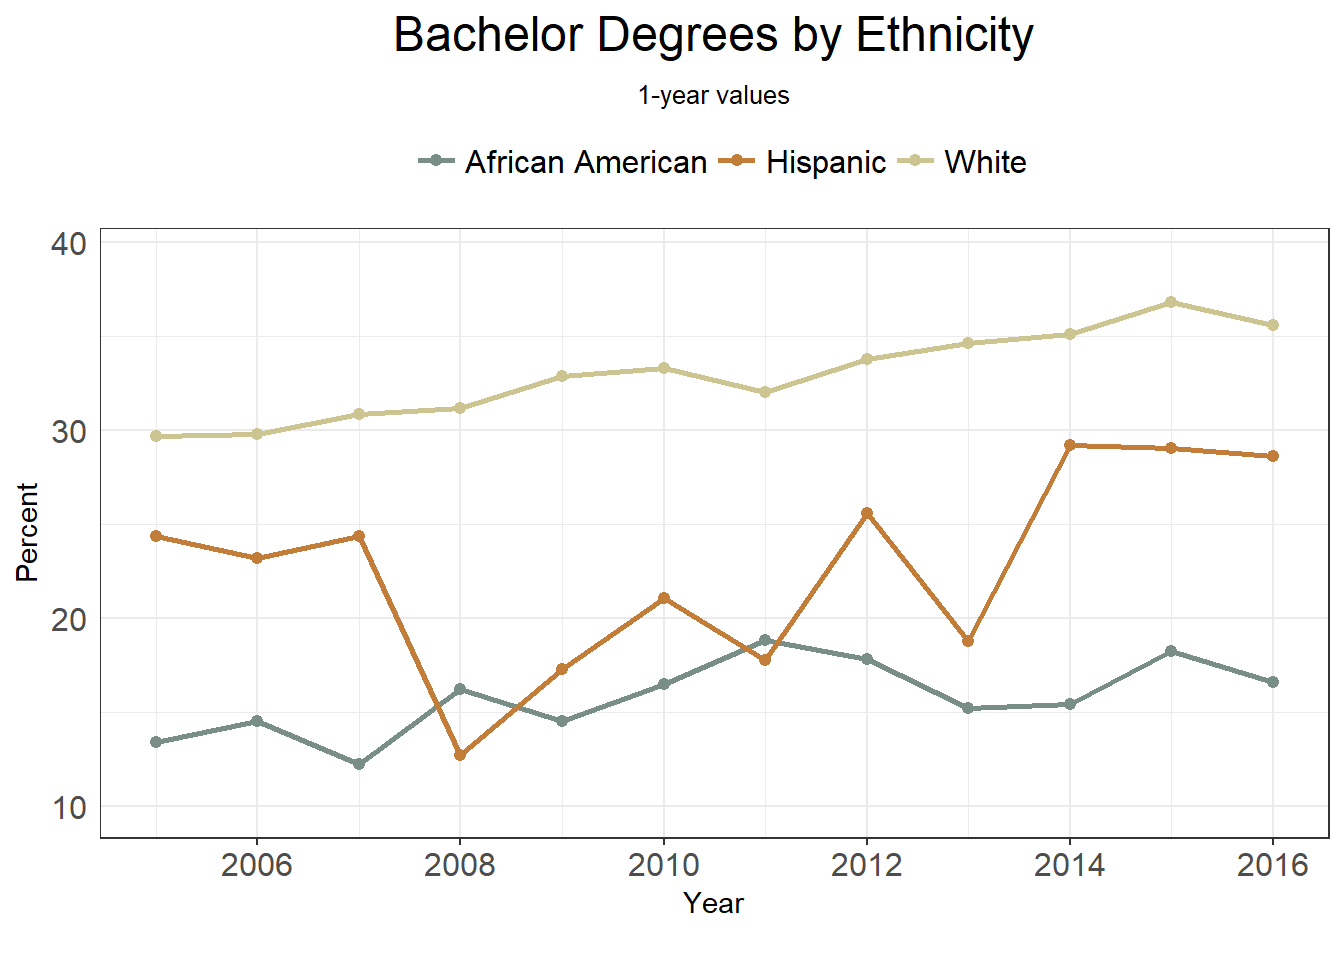 Bachelor Degrees by Ethnicity
1-year values
African American Hispanic White
40
30
20
10
Percent
2006 2008 2010 2012 2014 2016
Year